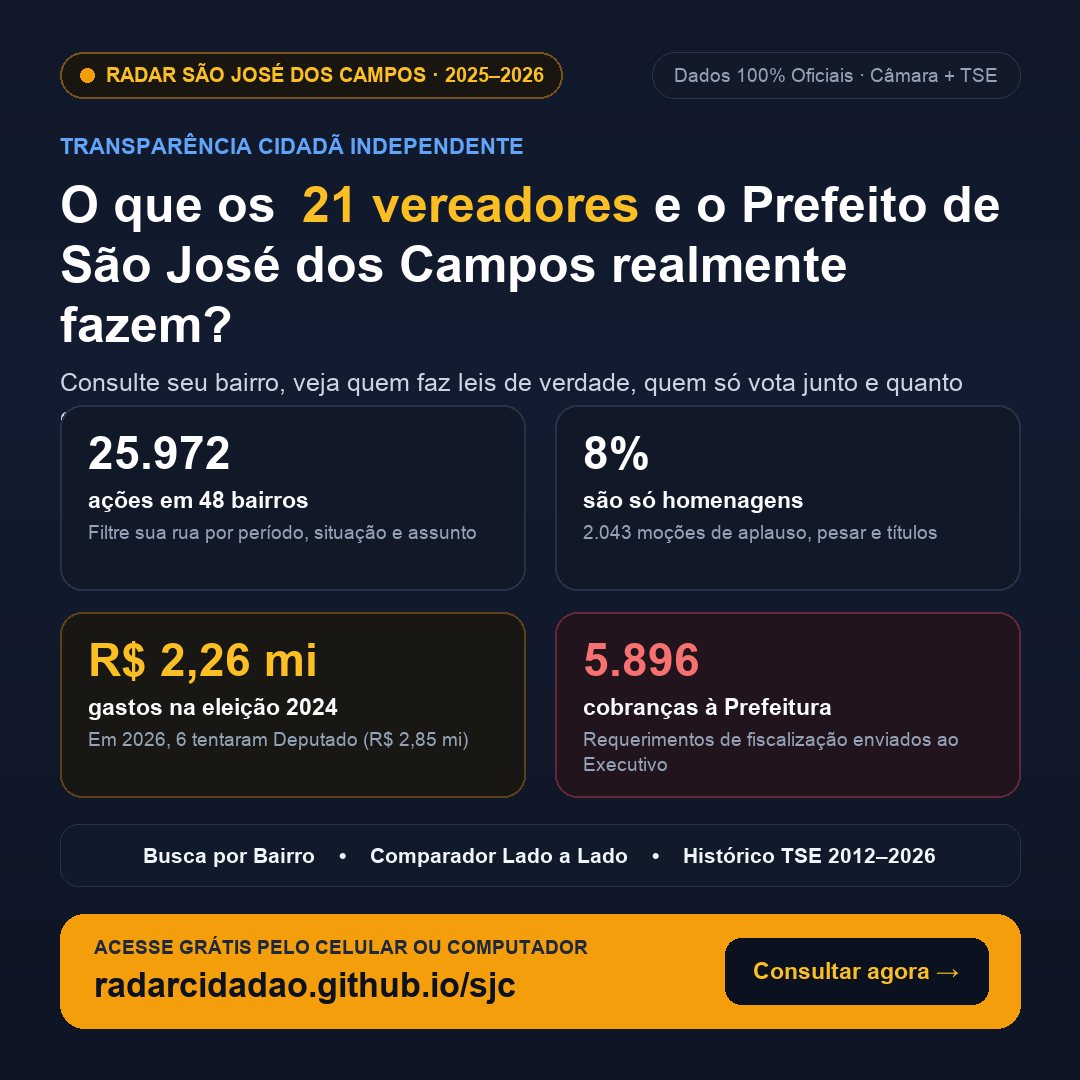 RADAR SÃO JOSÉ DOS CAMPOS · 2025–2026
Dados 100% Oficiais · Câmara + TSE
TRANSPARÊNCIA CIDADÃ INDEPENDENTE
O que os 21 vereadores e o Prefeito de
São José dos Campos realmente
fazem?
Consulte seu bairro, veja quem faz leis de verdade, quem só vota junto e quanto
25.972
ações em 48 bairros
Filtre sua rua por período, situação e assunto
8%
são só homenagens
2.043 moções de aplauso, pesar e títulos
R$ 2,26 mi
gastos na eleição 2024
Em 2026, 6 tentaram Deputado (R$ 2,85 mi)
5.896
cobranças à Prefeitura
Requerimentos de fiscalização enviados ao
Executivo
Busca por Bairro • Comparador Lado a Lado • Histórico TSE 2012–2026
ACESSE GRÁTIS PELO CELULAR OU COMPUTADOR
radarcidadao.github.io/sjc
Consultar agora →